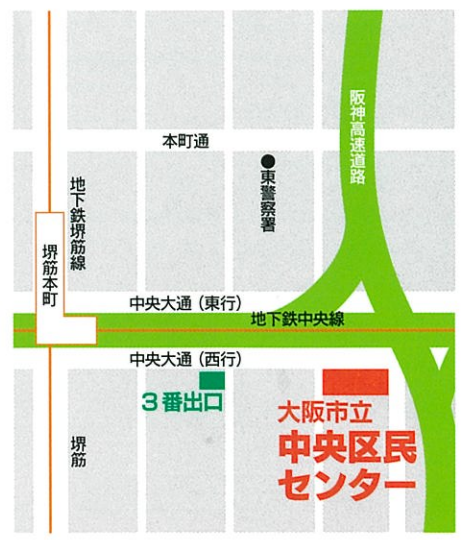 阪神高速道路
本町通
東警察署
地下鉄堺筋線
堺筋本町
中央大通（東行）
地下鉄中央線
中央大通（西行）
3番出口
大阪市立
中央区民
センター
堺筋